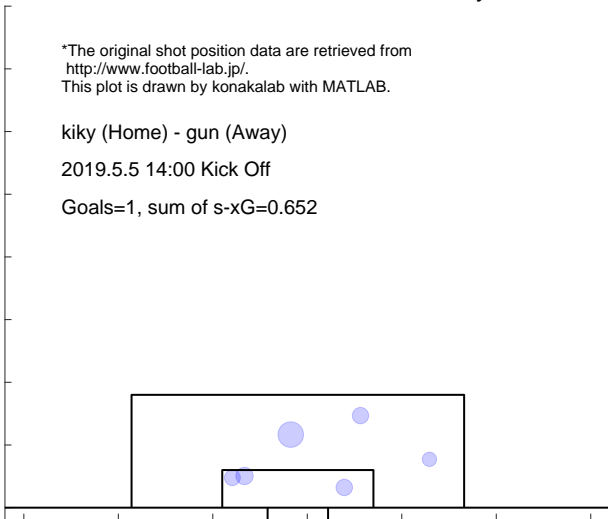 *The original shot position data are retrieved from
http://www.football-lab.jp/.
This plot is drawn by konakalab with MATLAB.
kiky (Home) - gun (Away)
2019.5.5 14:00 Kick Off
Goals=1, sum of s-xG=0.652